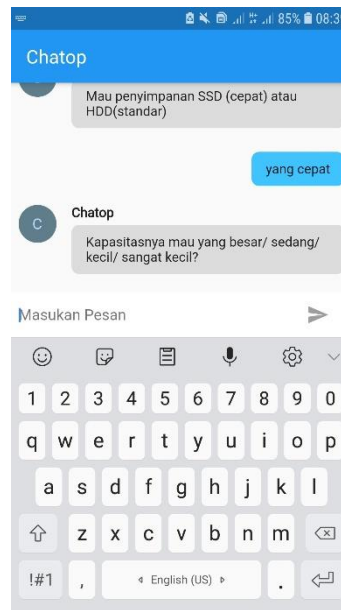 85% 08:3
Chatop
Mau penyimpanan SSD (cepat) atau
HDD(standar)
yang cepat
C
Chatop
Kapasitasnya mau yang besar/ sedang/
kecil/ sangat kecil?
Masukan Pesan
1 2 3 4 5 6 7 8 9 0
q w e r t y u i o p
a s d f g h j k l
z x c v b n m
!#1 , English (US) .